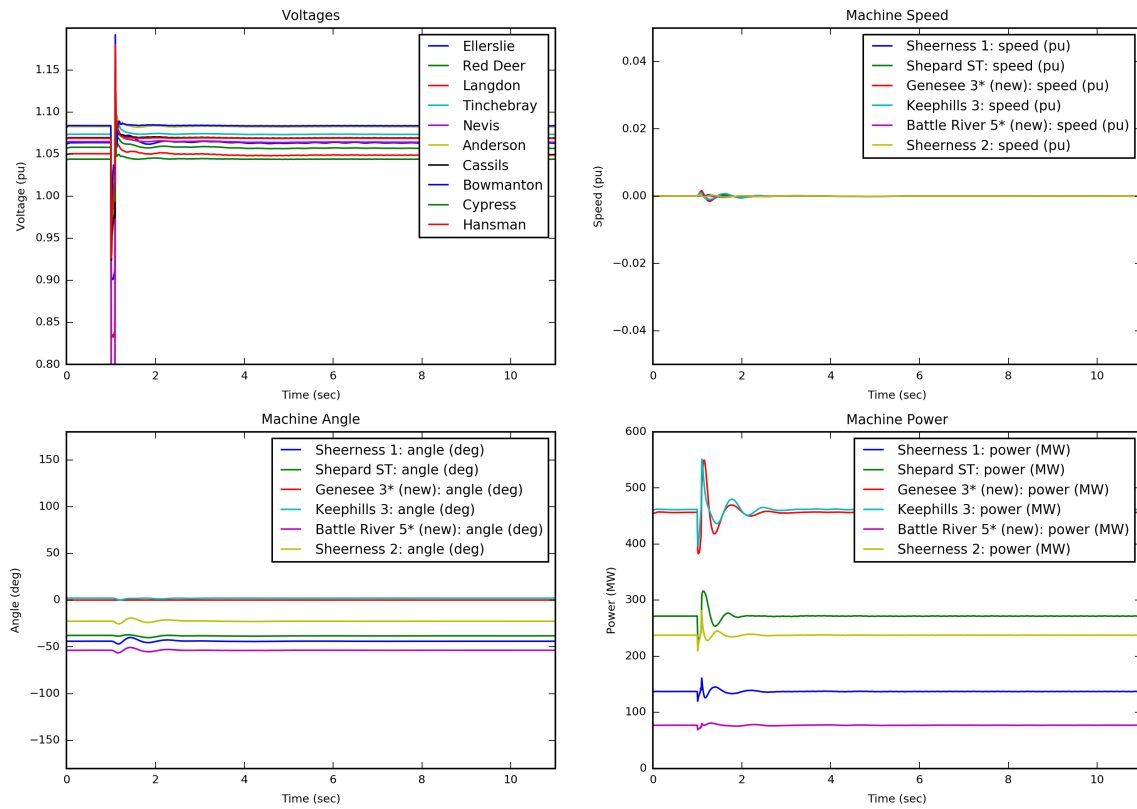 Voltages
Voltage (pu)
1.15
1.10
1.05
1.00
0.95
0.90
0.85
0.80
Ellerslie
Red Deer
Langdon
Tinchebray
Nevis
Anderson
Cassils
Bowmanton
Cypress
Hansman
0 2 4 6 8 10
Time (sec)
Machine Speed
Speed (pu)
0.04
0.02
0.00
−0.02
−0.04
Sheerness 1: speed (pu)
Shepard ST: speed (pu)
Genesee 3* (new): speed (pu)
Keephills 3: speed (pu)
Battle River 5* (new): speed (pu)
Sheerness 2: speed (pu)
0 2 4 6 8 10
Time (sec)
Machine Angle
Angle (deg)
150
100
50
0
−50
−100
−150
Sheerness 1: angle (deg)
Shepard ST: angle (deg)
Genesee 3* (new): angle (deg)
Keephills 3: angle (deg)
Battle River 5* (new): angle (deg)
Sheerness 2: angle (deg)
0 2 4 6 8 10
Time (sec)
Machine Power
Power (MW)
600
500
400
300
200
100
0
Sheerness 1: power (MW)
Shepard ST: power (MW)
Genesee 3* (new): power (MW)
Keephills 3: power (MW)
Battle River 5* (new): power (MW)
Sheerness 2: power (MW)
0 2 4 6 8 10
Time (sec)